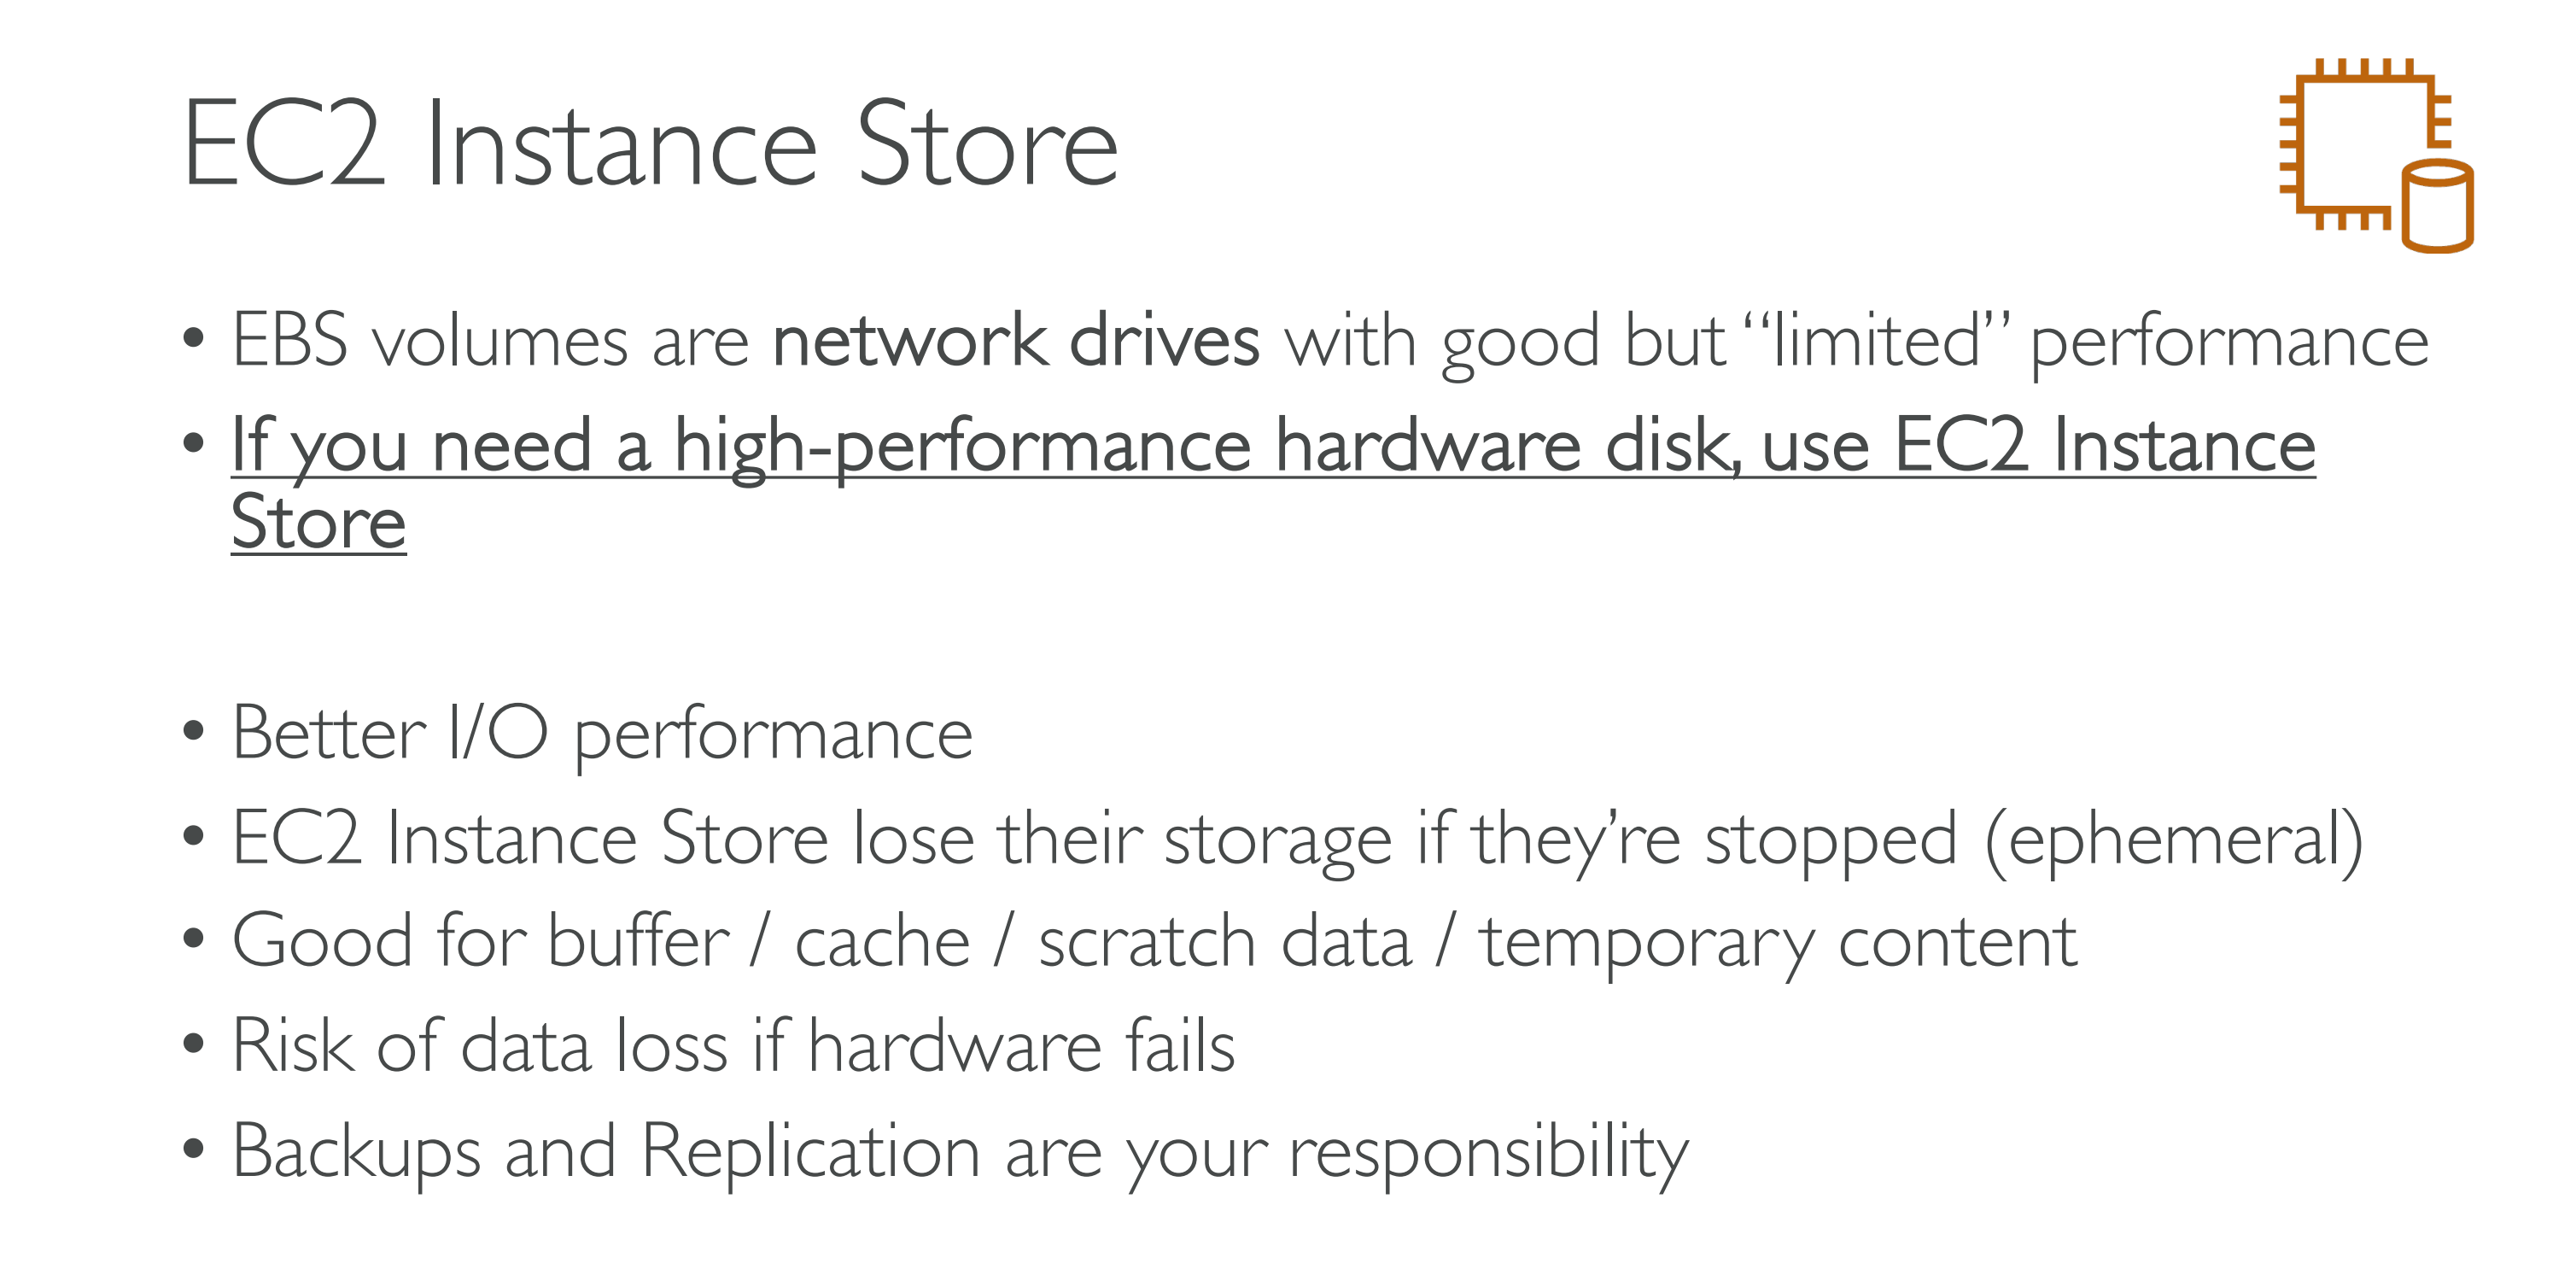 EC2 Instance Store
• EBS volumes are network drives with good but “limited” performance
• If you need a high-performance hardware disk, use EC2 Instance
Store
• Better I/O performance
• EC2 Instance Store lose their storage if they’re stopped (ephemeral)
• Good for buffer / cache / scratch data / temporary content
• Risk of data loss if hardware fails
• Backups and Replication are your responsibility